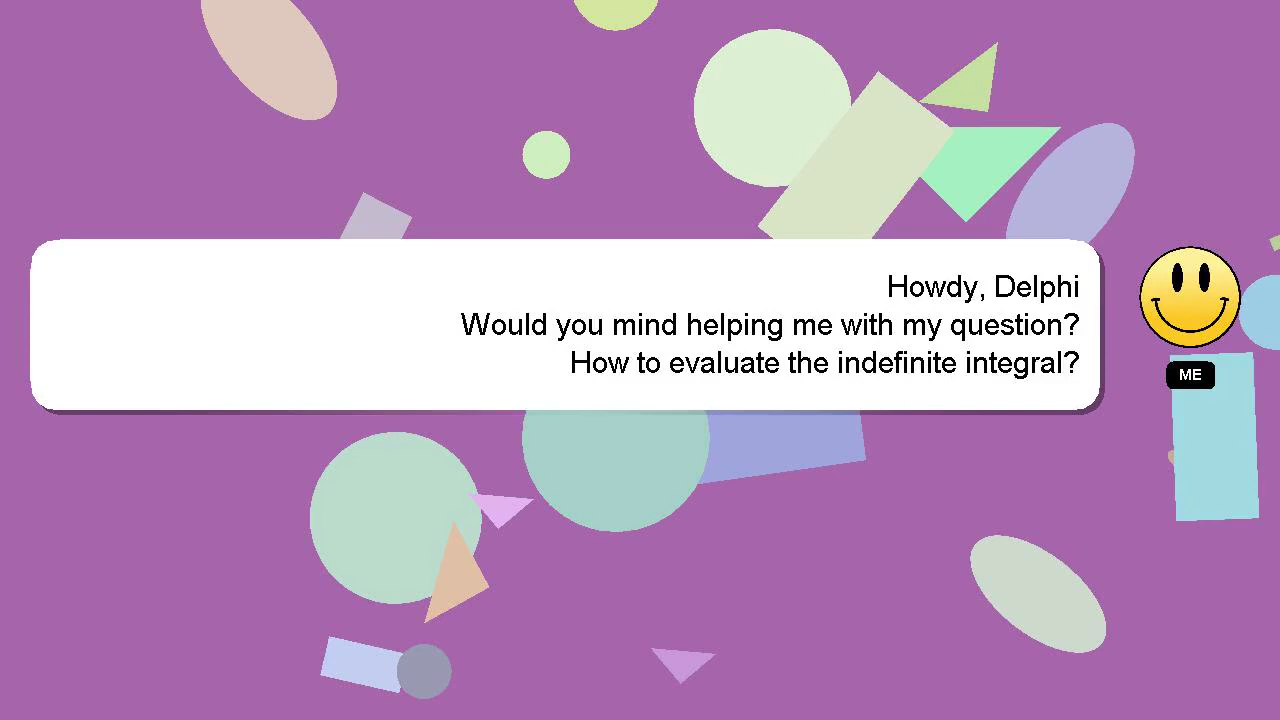 Howdy, Delphi
Would you mind helping me with my question?
How to evaluate the indefinite integral?
ME